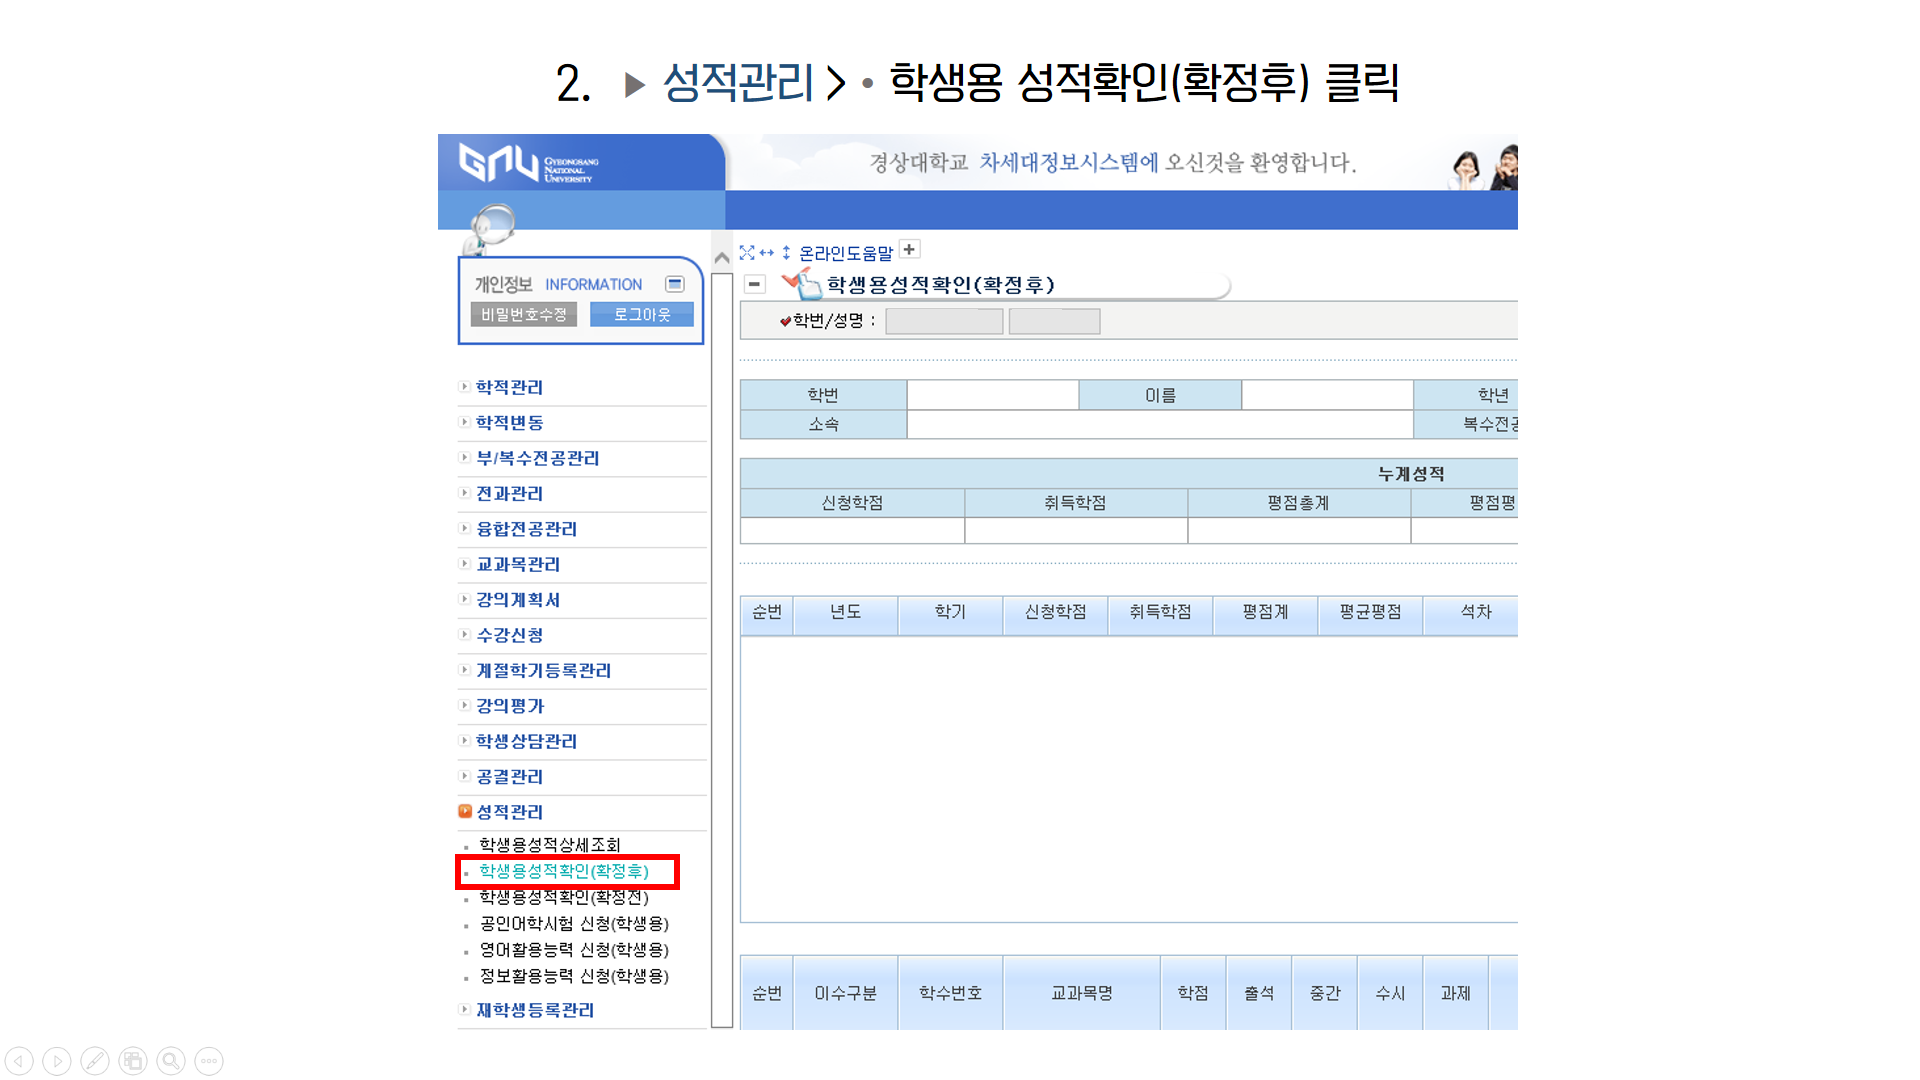 2. ▶ 성적관리 > • 학생용 성적확인(확정후) 클릭
GNU GYEONGSANG NATIONAL UNIVERSITY
경상대학교 차세대정보시스템에 오신것을 환영합니다.
온라인도움말
개인정보 INFORMATION
비밀번호수정 로그아웃
학생용성적확인(확정후)
학번/성명 :
학적관리
학적변동
부/복수전공관리
전과관리
융합전공관리
교과목관리
강의계획서
수강신청
계절학기등록관리
강의평가
학생상담관리
공결관리
성적관리
학생용성적상세조회
학생용성적확인(확정후)
학생용성적확인(확정전)
공인어학시험 신청(학생용)
영어활용능력 신청(학생용)
정보활용능력 신청(학생용)
재학생등록관리
학번 이름 학년
소속 복수전공
누계성적
신청학점 취득학점 평점총계 평점평
순번 년도 학기 신청학점 취득학점 평점계 평균평점 석차
순번 이수구분 학수번호 교과목명 학점 출석 중간 수시 과제